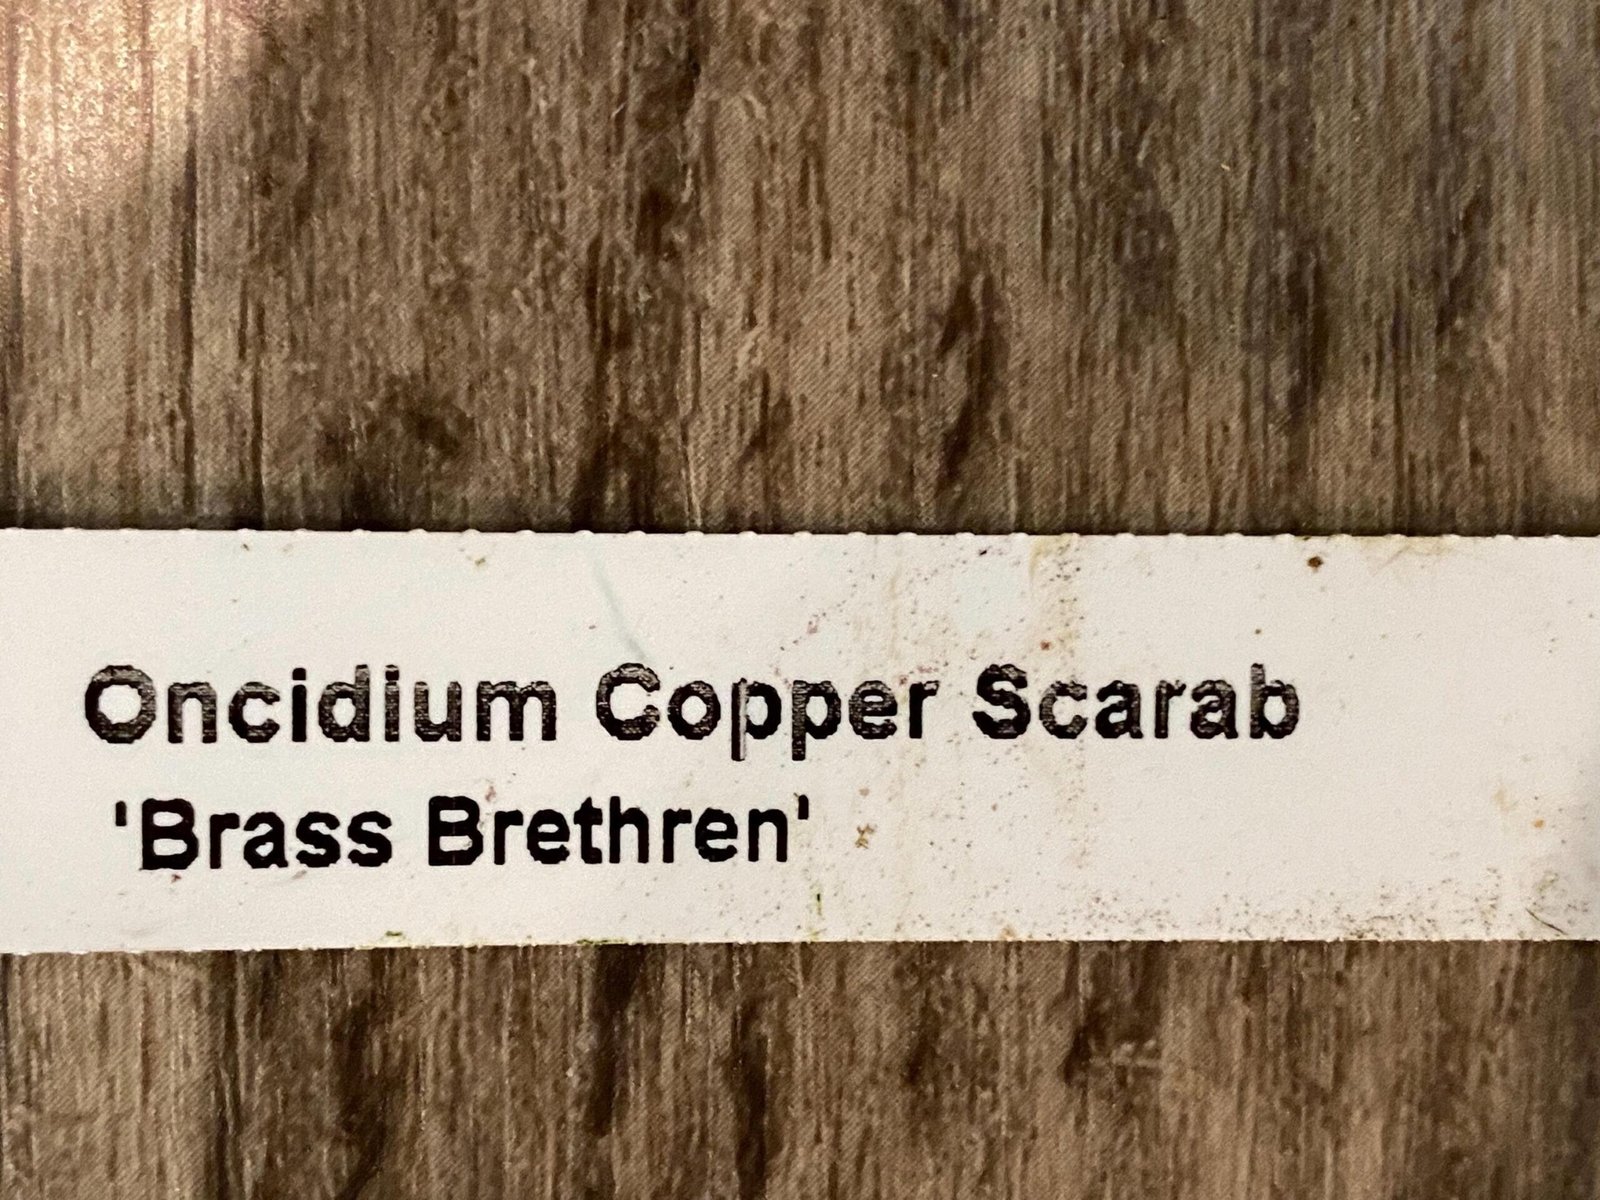 Oncidium Copper Scarab
'Brass Brethren'